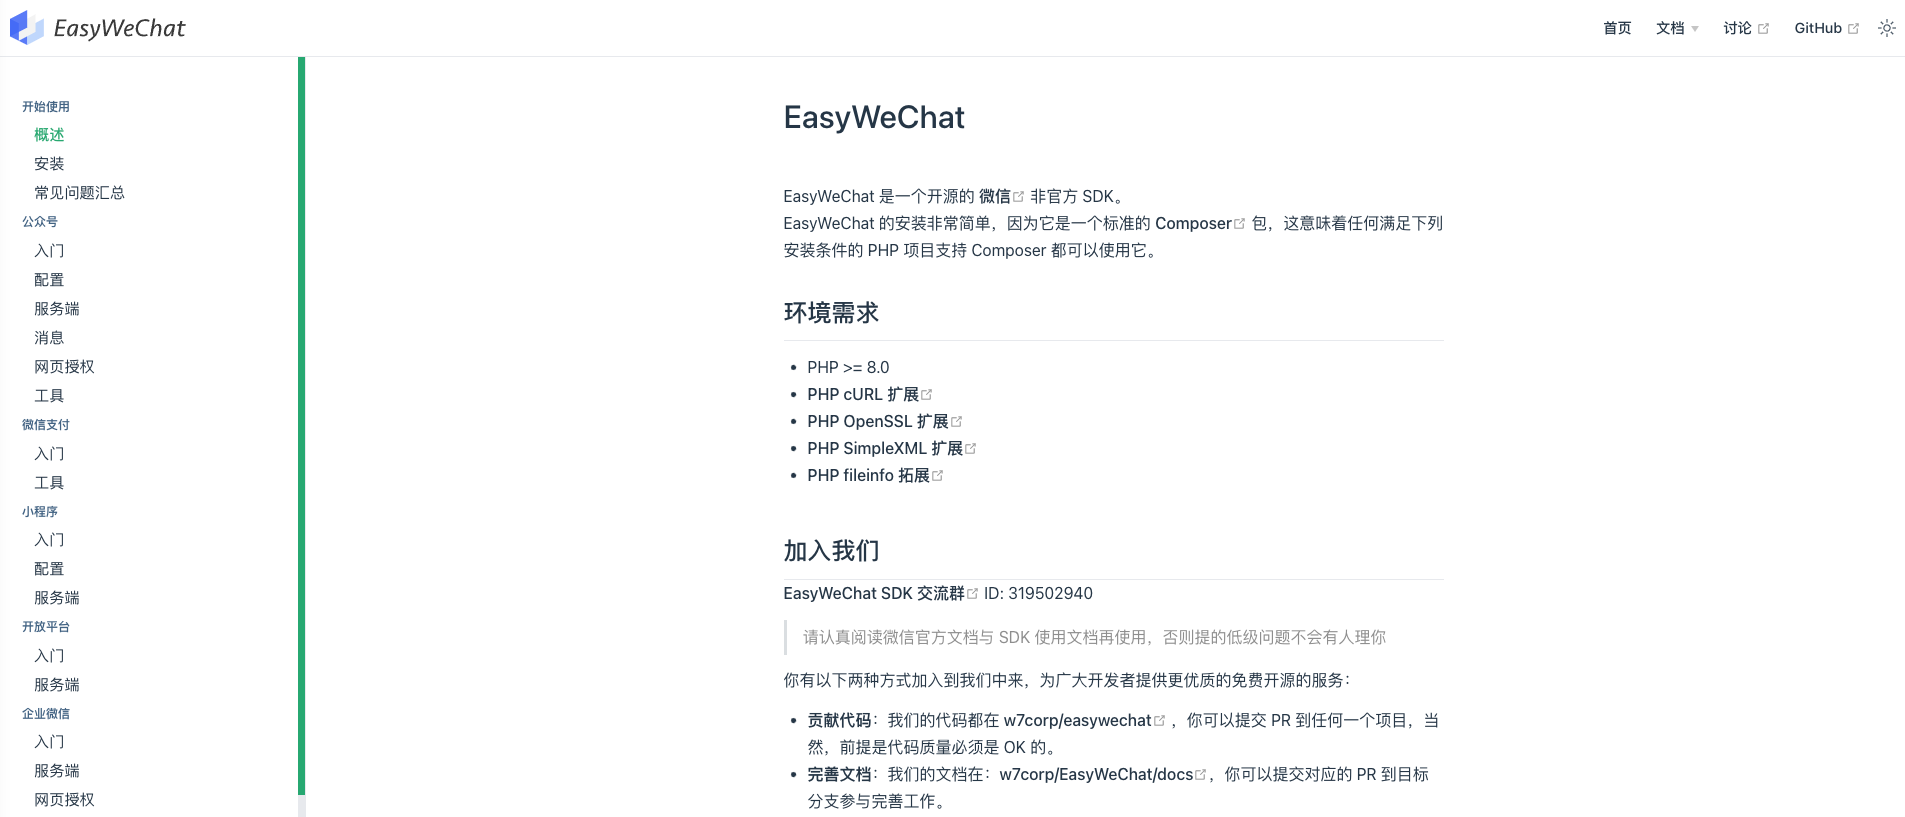 EasyWeChat
首页 文档 讨论 GitHub
开始使用
概述
安装
常见问题汇总
公众号
入门
配置
服务端
消息
网页授权
工具
微信支付
入门
工具
小程序
入门
配置
服务端
开放平台
入门
服务端
企业微信
入门
服务端
网页授权
EasyWeChat
EasyWeChat 是一个开源的 微信 非官方 SDK。
EasyWeChat 的安装非常简单，因为它是一个标准的 Composer 包，这意味着任何满足下列
安装条件的 PHP 项目支持 Composer 都可以使用它。
环境需求
• PHP >= 8.0
• PHP cURL 扩展
• PHP OpenSSL 扩展
• PHP SimpleXML 扩展
• PHP fileinfo 拓展
加入我们
EasyWeChat SDK 交流群 ID: 319502940
请认真阅读微信官方文档与 SDK 使用文档再使用，否则提的低级问题不会有人理你
你有以下两种方式加入到我们中来，为广大开发者提供更优质的免费开源的服务：
• 贡献代码：我们的代码都在 w7corp/easywechat ，你可以提交 PR 到任何一个项目，当
然，前提是代码质量必须是 OK 的。
• 完善文档：我们的文档在：w7corp/EasyWeChat/docs，你可以提交对应的 PR 到目标
分支参与完善工作。